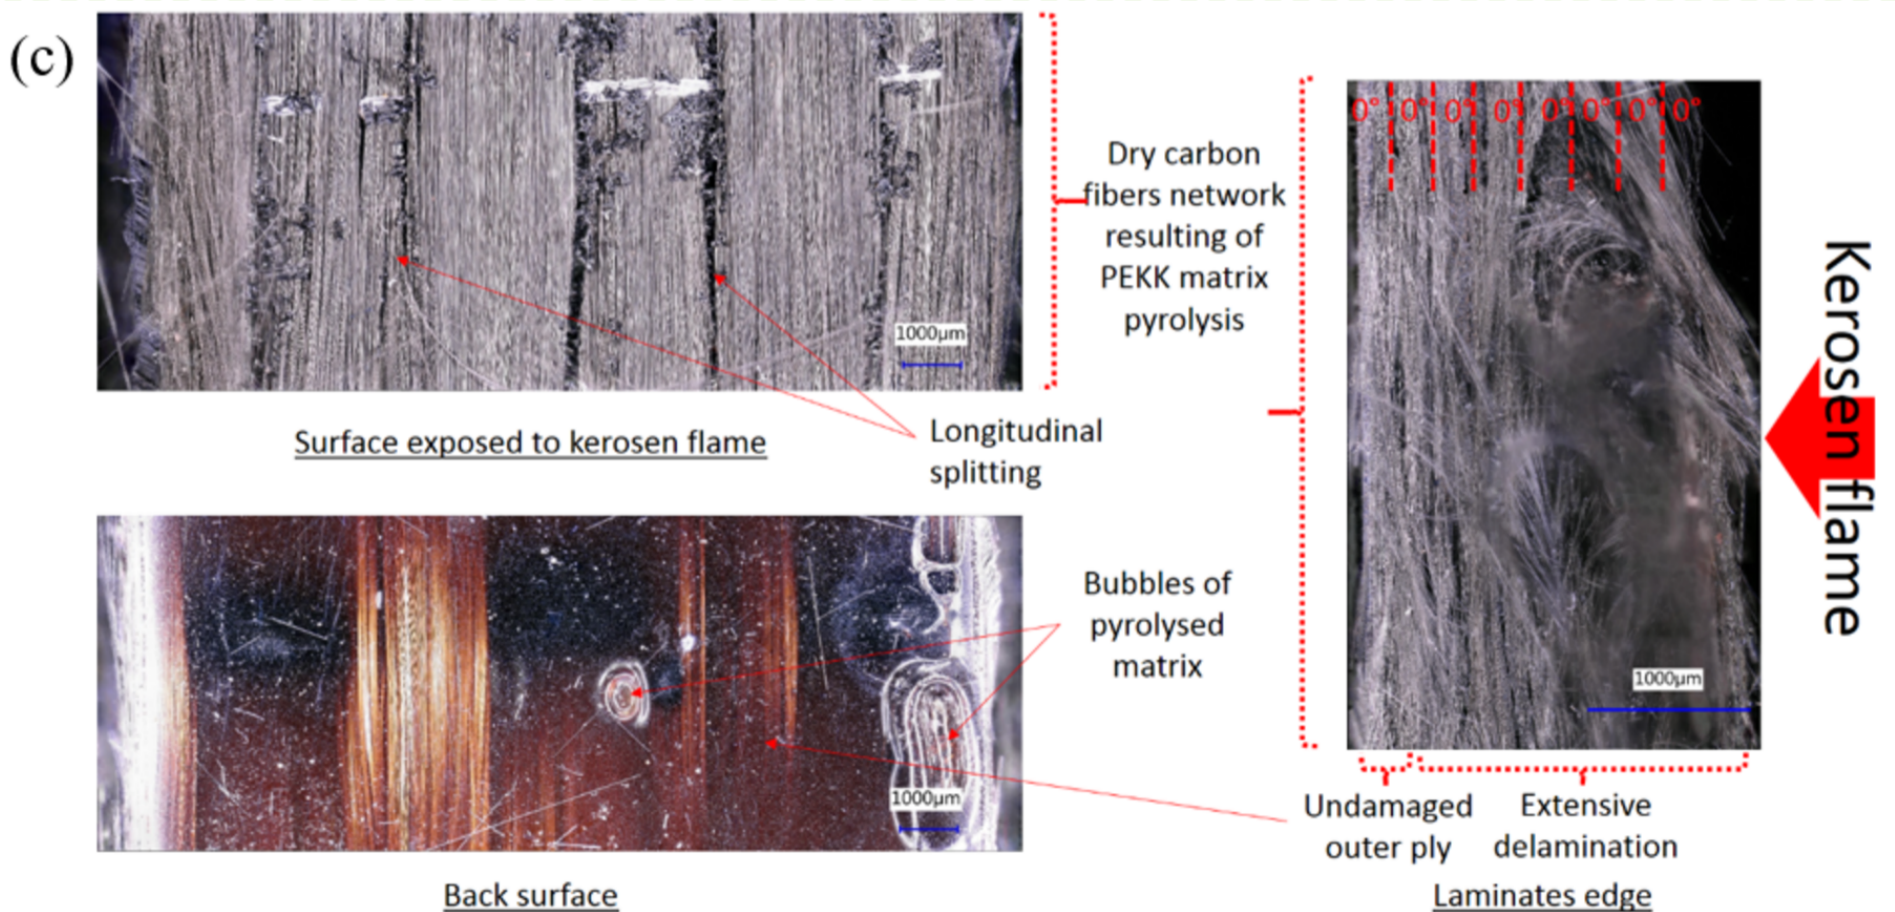 (c)
1000µm
Surface exposed to kerosen flame
Dry carbon
fibers network
resulting of
PEKK matrix
pyrolysis
Longitudinal
splitting
1000µm
Back surface
Bubbles of
pyrolysed
matrix
0° 0° 0° 0° 0° 0° 0° 0°
1000µm
Kerosen flame
Undamaged
outer ply
Extensive
delamination
Laminates edge